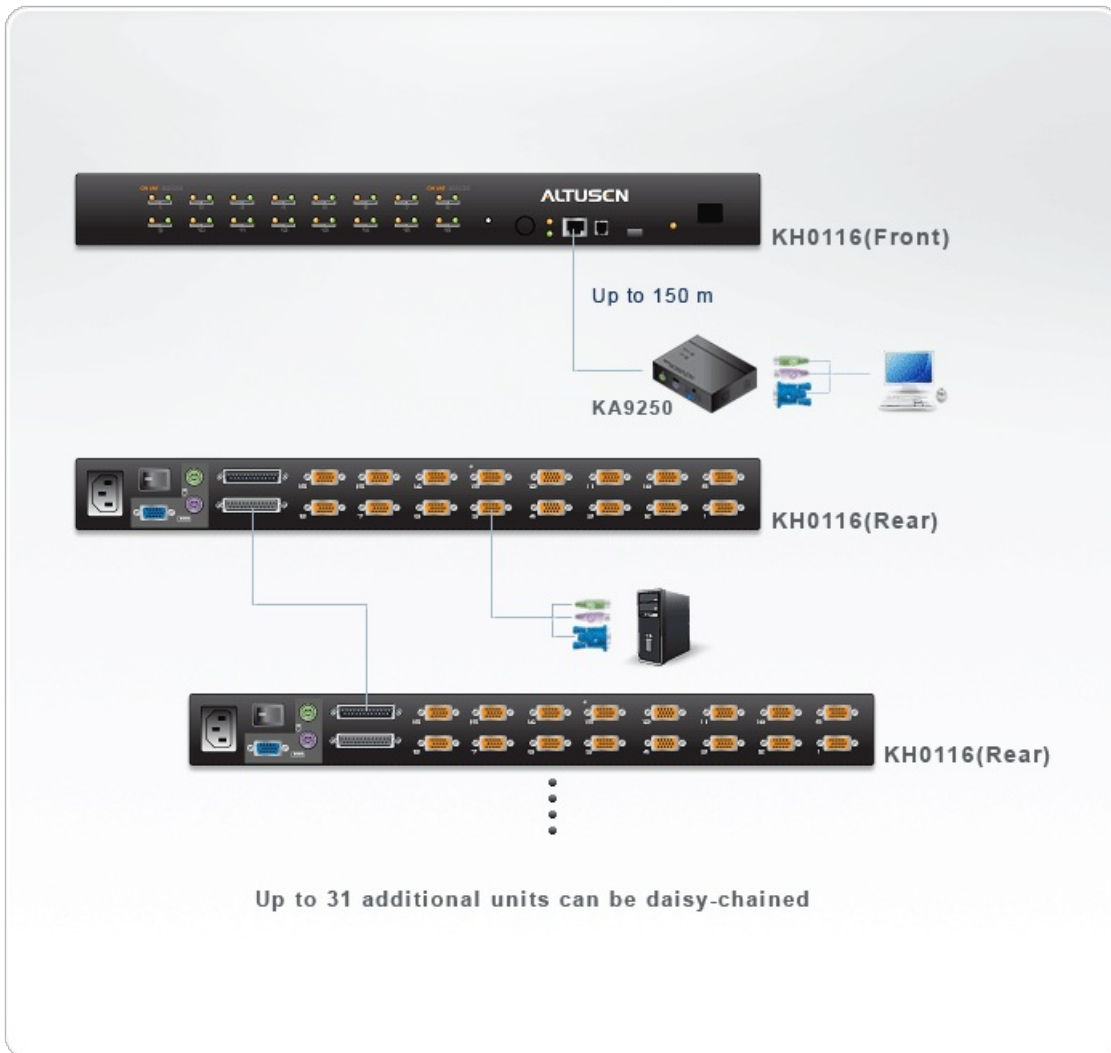 ALTUSCN
KH0116(Front)
Up to 150 m
KA9250
KH0116(Rear)
KH0116(Rear)
Up to 31 additional units can be daisy-chained